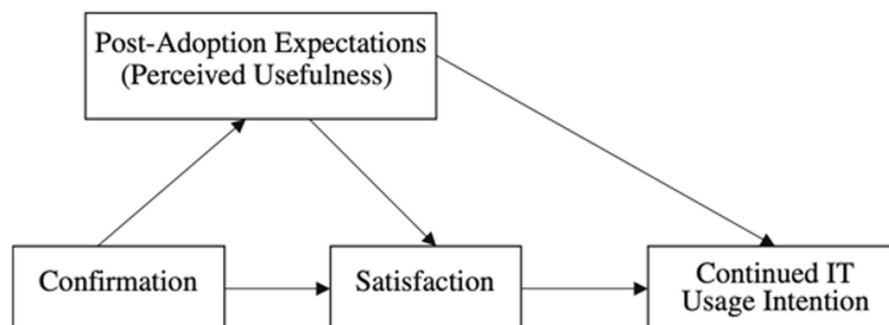 Post-Adoption Expectations
(Perceived Usefulness)
Confirmation
Satisfaction
Continued IT
Usage Intention